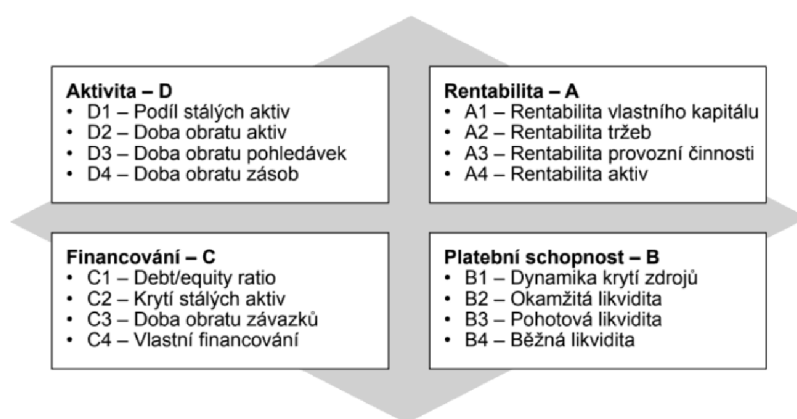 Aktivita – D
• D1 – Podíl stálých aktiv
• D2 – Doba obratu aktiv
• D3 – Doba obratu pohledávek
• D4 – Doba obratu zásob
Rentabilita – A
• A1 – Rentabilita vlastního kapitálu
• A2 – Rentabilita tržeb
• A3 – Rentabilita provozní činnosti
• A4 – Rentabilita aktiv
Financování – C
• C1 – Debt/equity ratio
• C2 – Krytí stálých aktiv
• C3 – Doba obratu závazků
• C4 – Vlastní financování
Platební schopnost – B
• B1 – Dynamika krytí zdrojů
• B2 – Okamžitá likvidita
• B3 – Pohotová likvidita
• B4 – Běžná likvidita